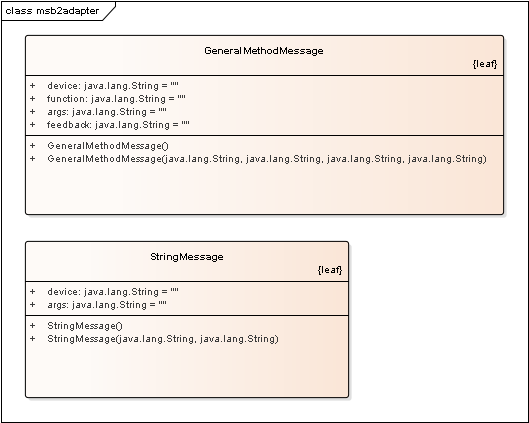 class msb2adapter
GeneralMethodMessage
{leaf}
+ device: java.lang.String = ""
+ function: java.lang.String = ""
+ args: java.lang.String = ""
+ feedback: java.lang.String = ""
+ GeneralMethodMessage()
+ GeneralMethodMessage(java.lang.String, java.lang.String, java.lang.String, java.lang.String)
StringMessage
{leaf}
+ device: java.lang.String = ""
+ args: java.lang.String = ""
+ StringMessage()
+ StringMessage(java.lang.String, java.lang.String)